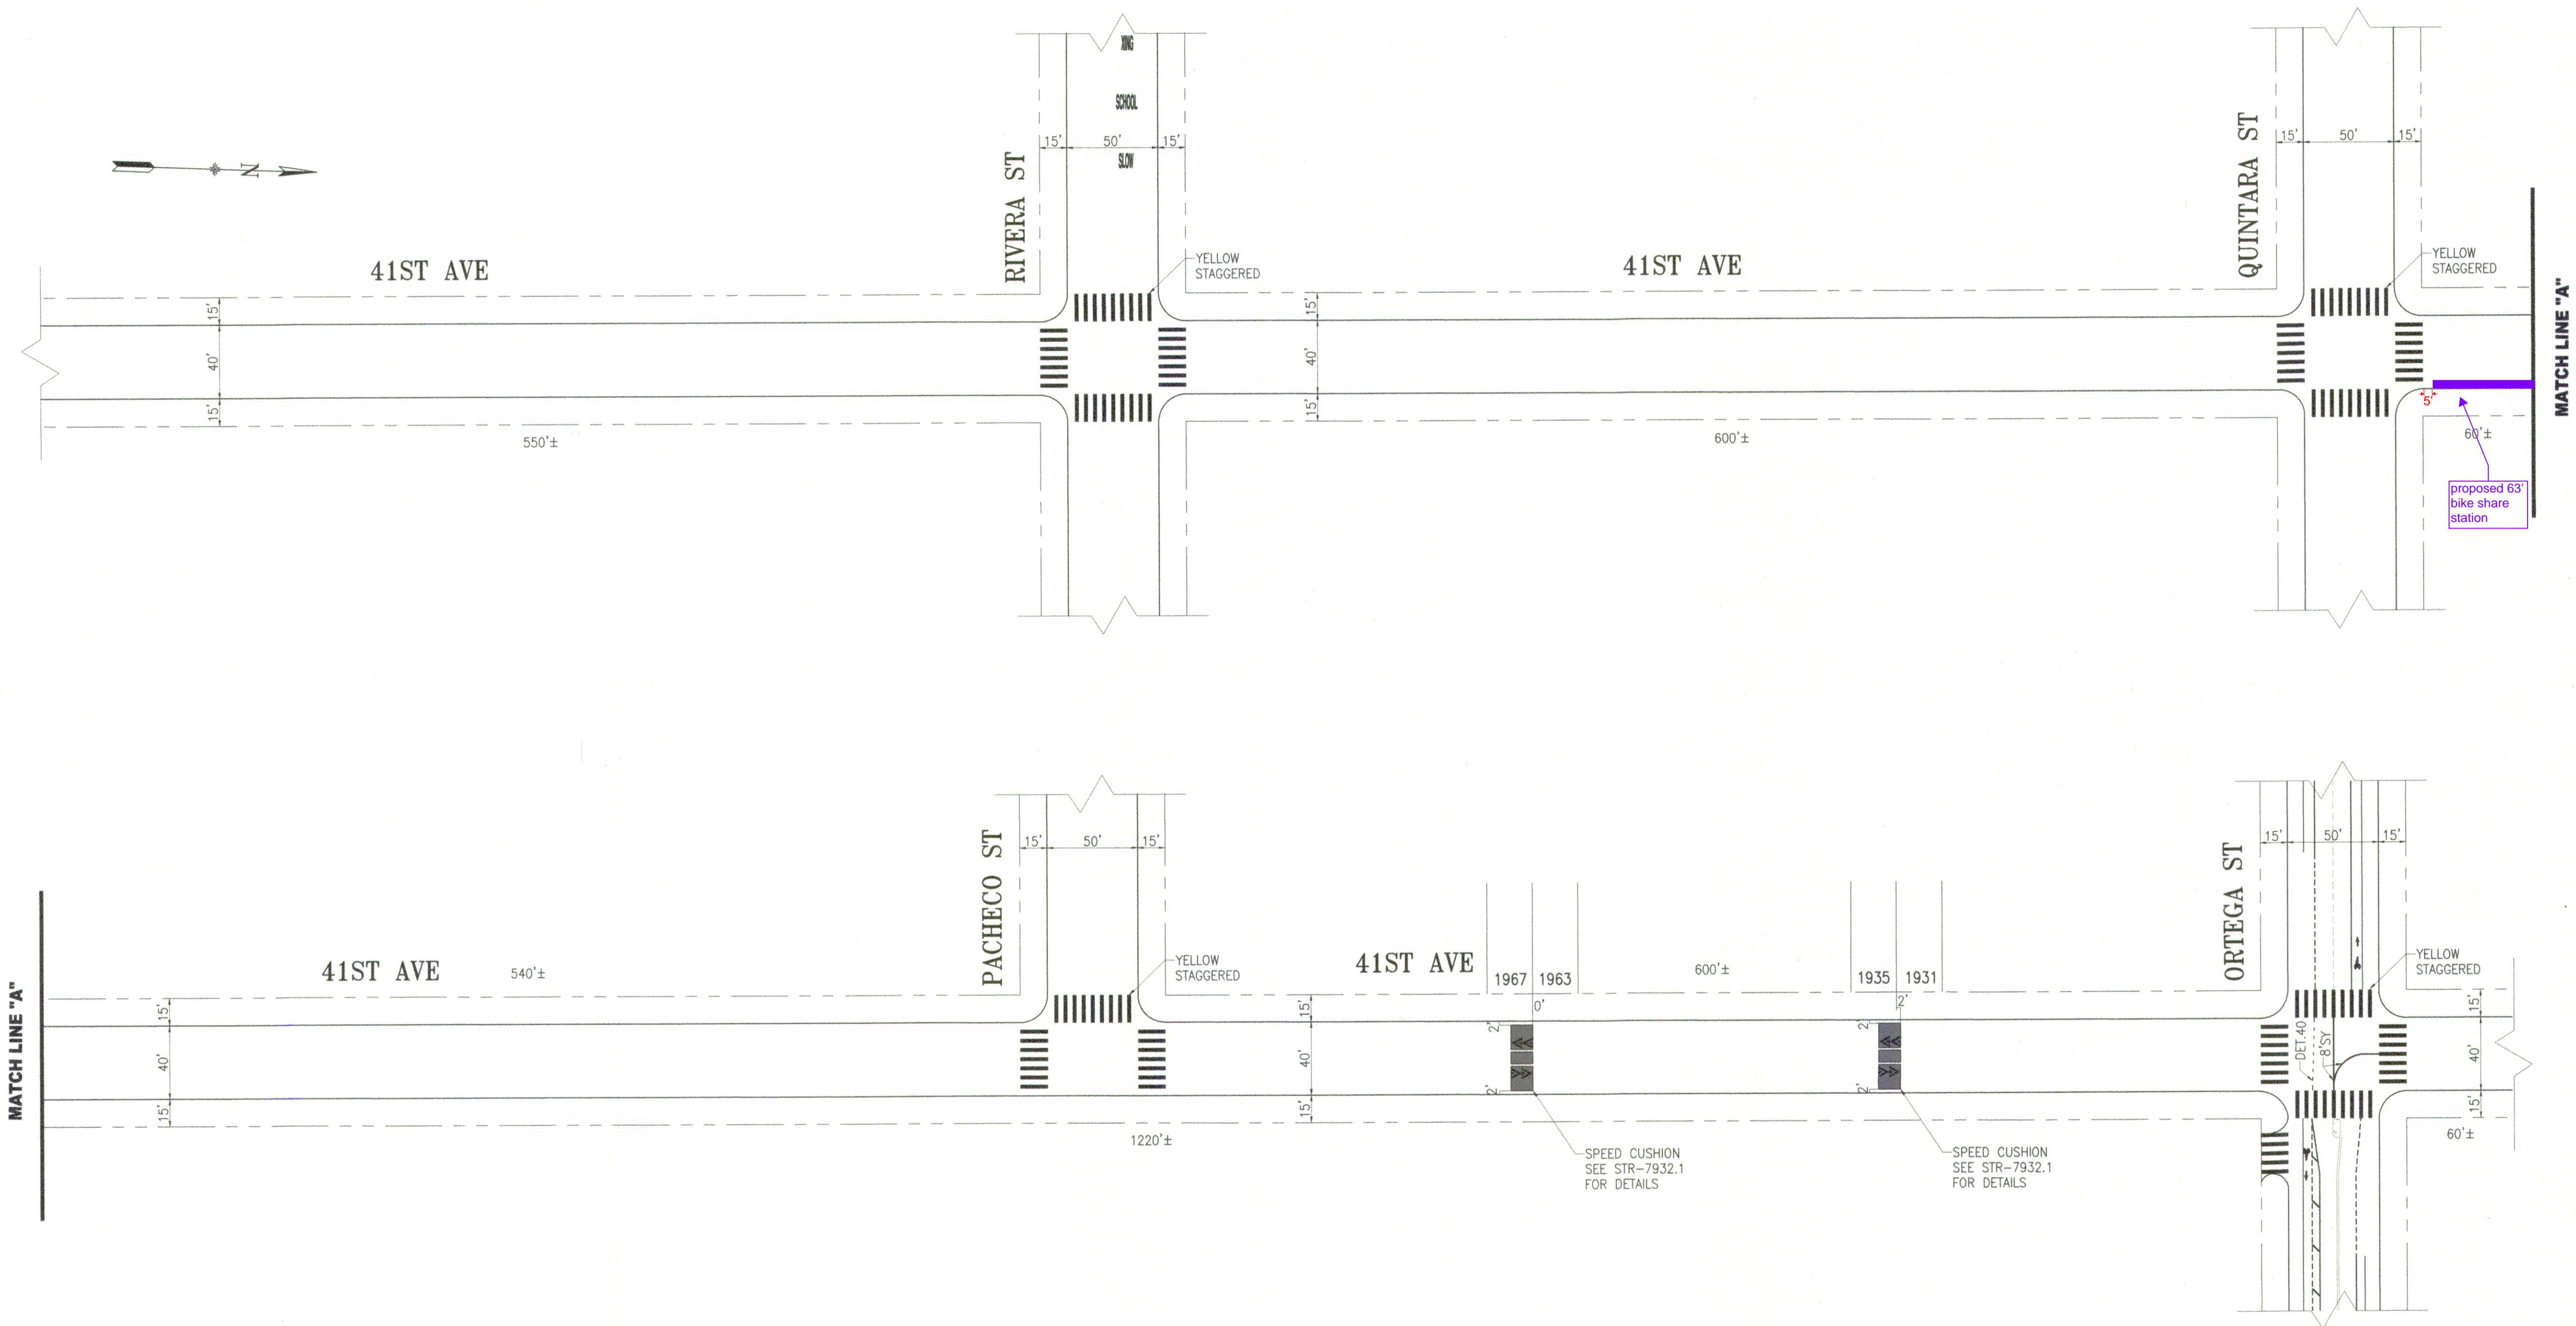 XING
SCHOOL
SLOW
15'
50'
15'
RIVERA ST
15'
50'
15'
QUINTARA ST
N
41ST AVE
YELLOW
STAGGERED
41ST AVE
YELLOW
STAGGERED
MATCH LINE "A"
15'
40'
15'
15'
40'
15'
5'
550'±
600'±
60'±
proposed 63'
bike share
station
MATCH LINE "A"
41ST AVE
540'±
PACHECO ST
15'
50'
15'
YELLOW
STAGGERED
41ST AVE
1967
1963
600'±
1935
1931
ORTEGA ST
15'
50'
15'
YELLOW
STAGGERED
15'
40'
15'
15'
40'
15'
0'
2'
2'
2'
2'
2'
DET.40
8'SY
15'
40'
15'
1220'±
60'±
SPEED CUSHION
SEE STR-7932.1
FOR DETAILS
SPEED CUSHION
SEE STR-7932.1
FOR DETAILS